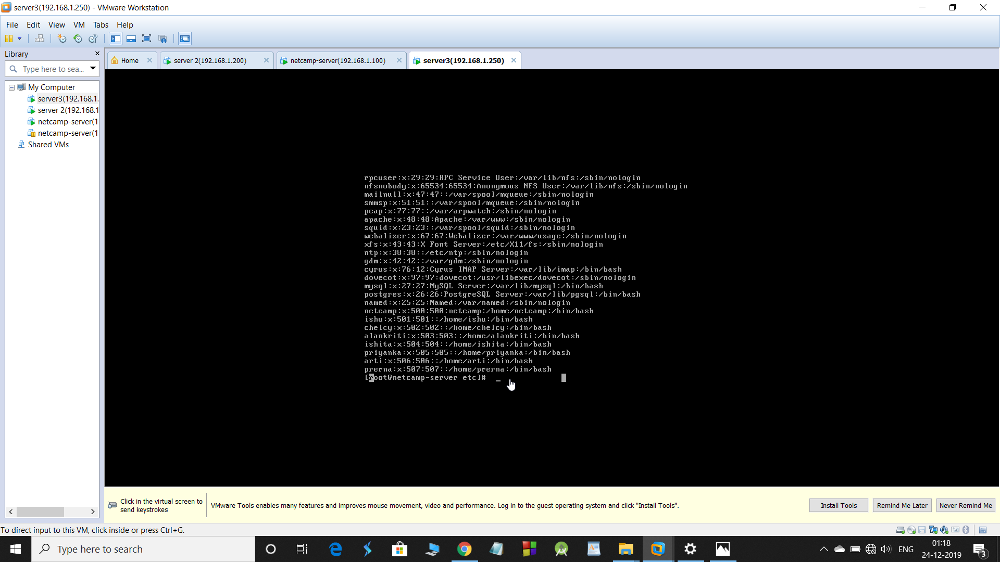 server3(192.168.1.250) - VMware Workstation
File Edit View VM Tabs Help
Library
Type here to sea...
My Computer
server3(192.168.1.
server 2(192.168.1
netcamp-server(1
netcamp-server(1
Shared VMs
Home
server 2(192.168.1.200)
netcamp-server(192.168.1.100)
server3(192.168.1.250)
rpcuser:x:29:29:RPC Service User:/var/lib/nfs:/sbin/nologin
nfsnobody:x:65534:65534:Anonymous NFS User:/var/lib/nfs:/sbin/nologin
mailnull:x:47:47::/var/spool/mqueue:/sbin/nologin
smmsp:x:51:51::/var/spool/mqueue:/sbin/nologin
pcap:x:77:77::/var/arpwatch:/sbin/nologin
apache:x:48:48:Apache:/var/www:/sbin/nologin
squid:x:23:23::/var/spool/squid:/sbin/nologin
webalizer:x:67:67:Webalizer:/var/www/usage:/sbin/nologin
xfs:x:43:43:X Font Server:/etc/X11/fs:/sbin/nologin
ntp:x:38:38::/etc/ntp:/sbin/nologin
gdm:x:42:42::/var/gdm:/sbin/nologin
cyrus:x:76:12:Cyrus IMAP Server:/var/lib/imap:/bin/bash
dovecot:x:97:97:dovecot:/usr/libexec/dovecot:/sbin/nologin
mysql:x:27:27:MySQL Server:/var/lib/mysql:/bin/bash
postgres:x:26:26:PostgreSQL Server:/var/lib/pgsql:/bin/bash
named:x:25:25:Named:/var/named:/sbin/nologin
netcamp:x:500:500:netcamp:/home/netcamp:/bin/bash
ishu:x:501:501::/home/ishu:/bin/bash
chelcy:x:502:502::/home/chelcy:/bin/bash
alankriti:x:503:503::/home/alankriti:/bin/bash
ishita:x:504:504::/home/ishita:/bin/bash
priyanka:x:505:505::/home/priyanka:/bin/bash
arti:x:506:506::/home/arti:/bin/bash
prerna:x:507:507::/home/prerna:/bin/bash
[root@netcamp-server etc]# _
Click in the virtual screen to
send keystrokes
VMware Tools enables many features and improves mouse movement, video and performance. Log in to the guest operating system and click "Install Tools".
Install Tools
Remind Me Later
Never Remind Me
To direct input to this VM, click inside or press Ctrl+G.
Type here to search
ENG
01:18
24-12-2019
3